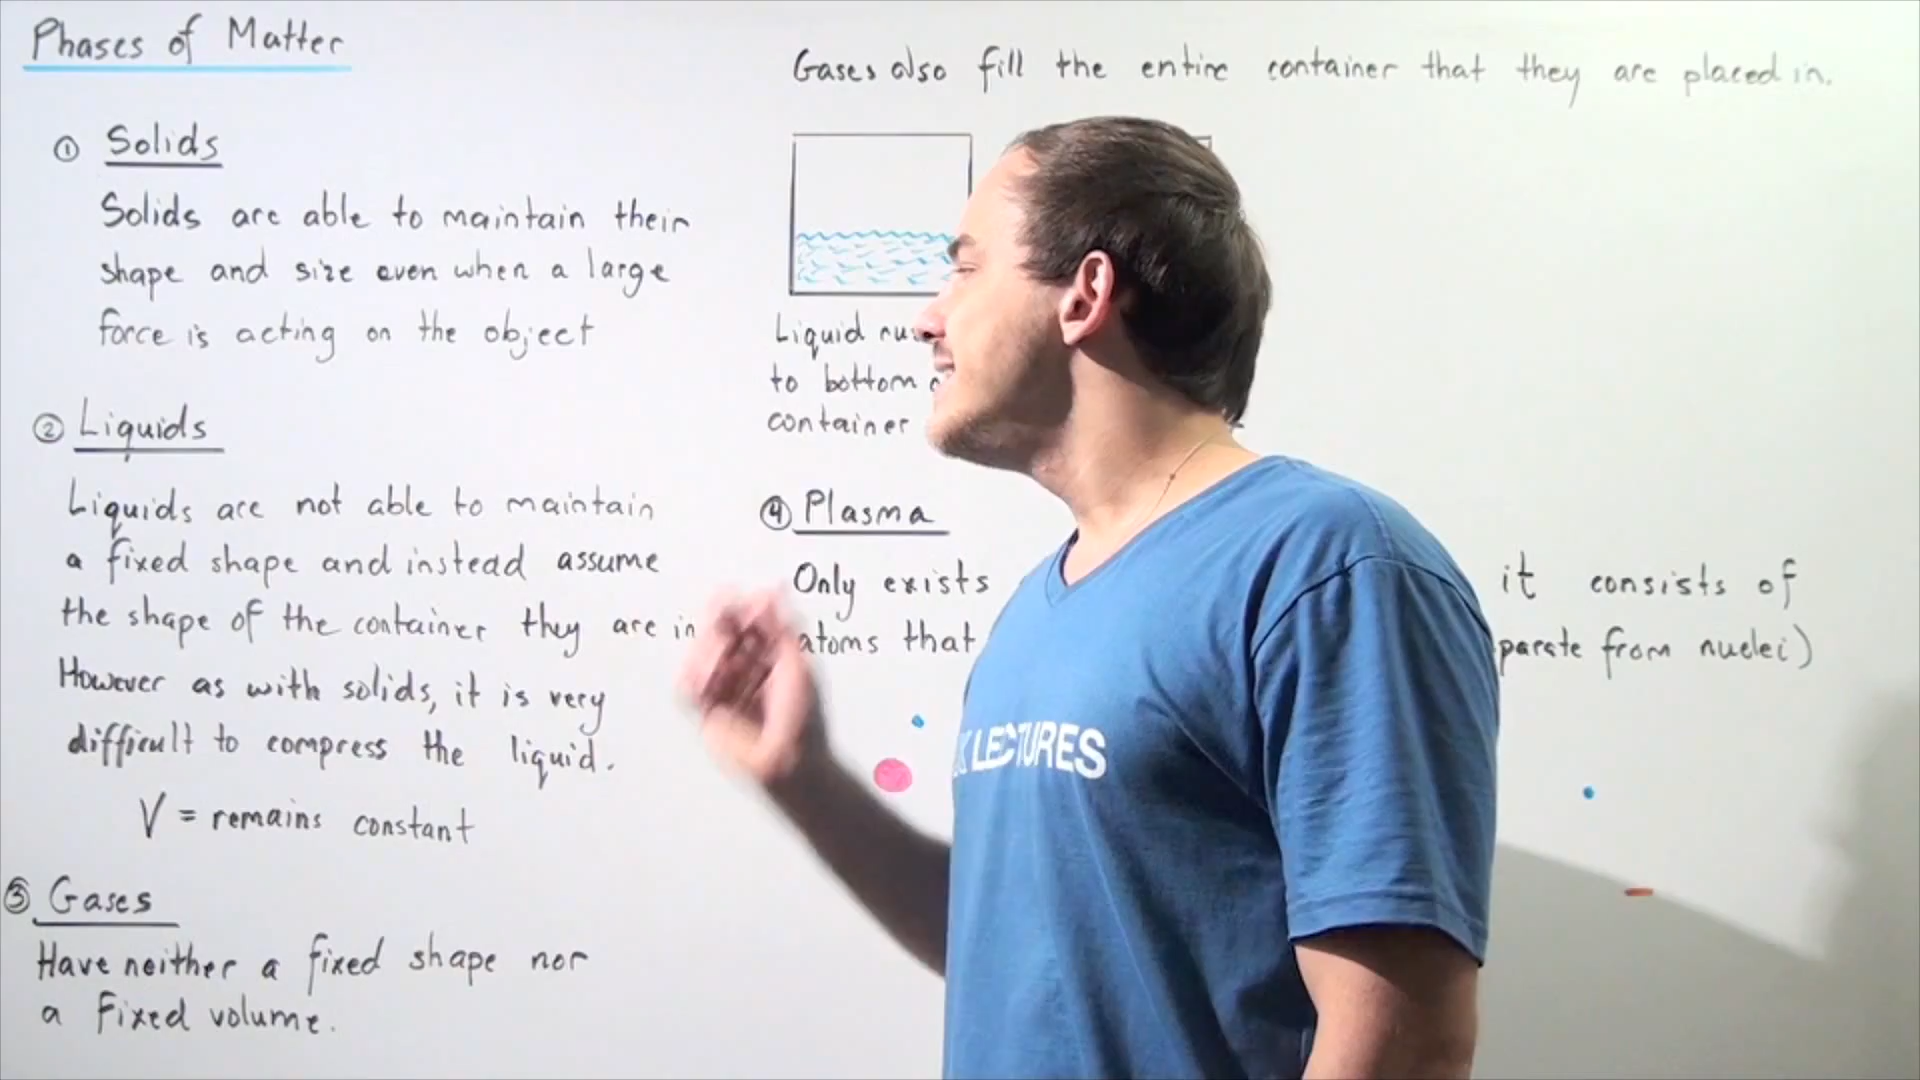 Phases of Matter
① Solids
Solids are able to maintain their
shape and size even when a large
force is acting on the object
② Liquids
Liquids are not able to maintain
a fixed shape and instead assume
the shape of the container they are in
However as with solids, it is very
difficult to compress the liquid.
V = remains constant
③ Gases
Have neither a fixed shape nor
a fixed volume.
Gases also fill the entire container that they are placed in.
Liquid
to bottom
container
④ Plasma
Only exists it consists of
atoms that from nuclei)
LECTURES